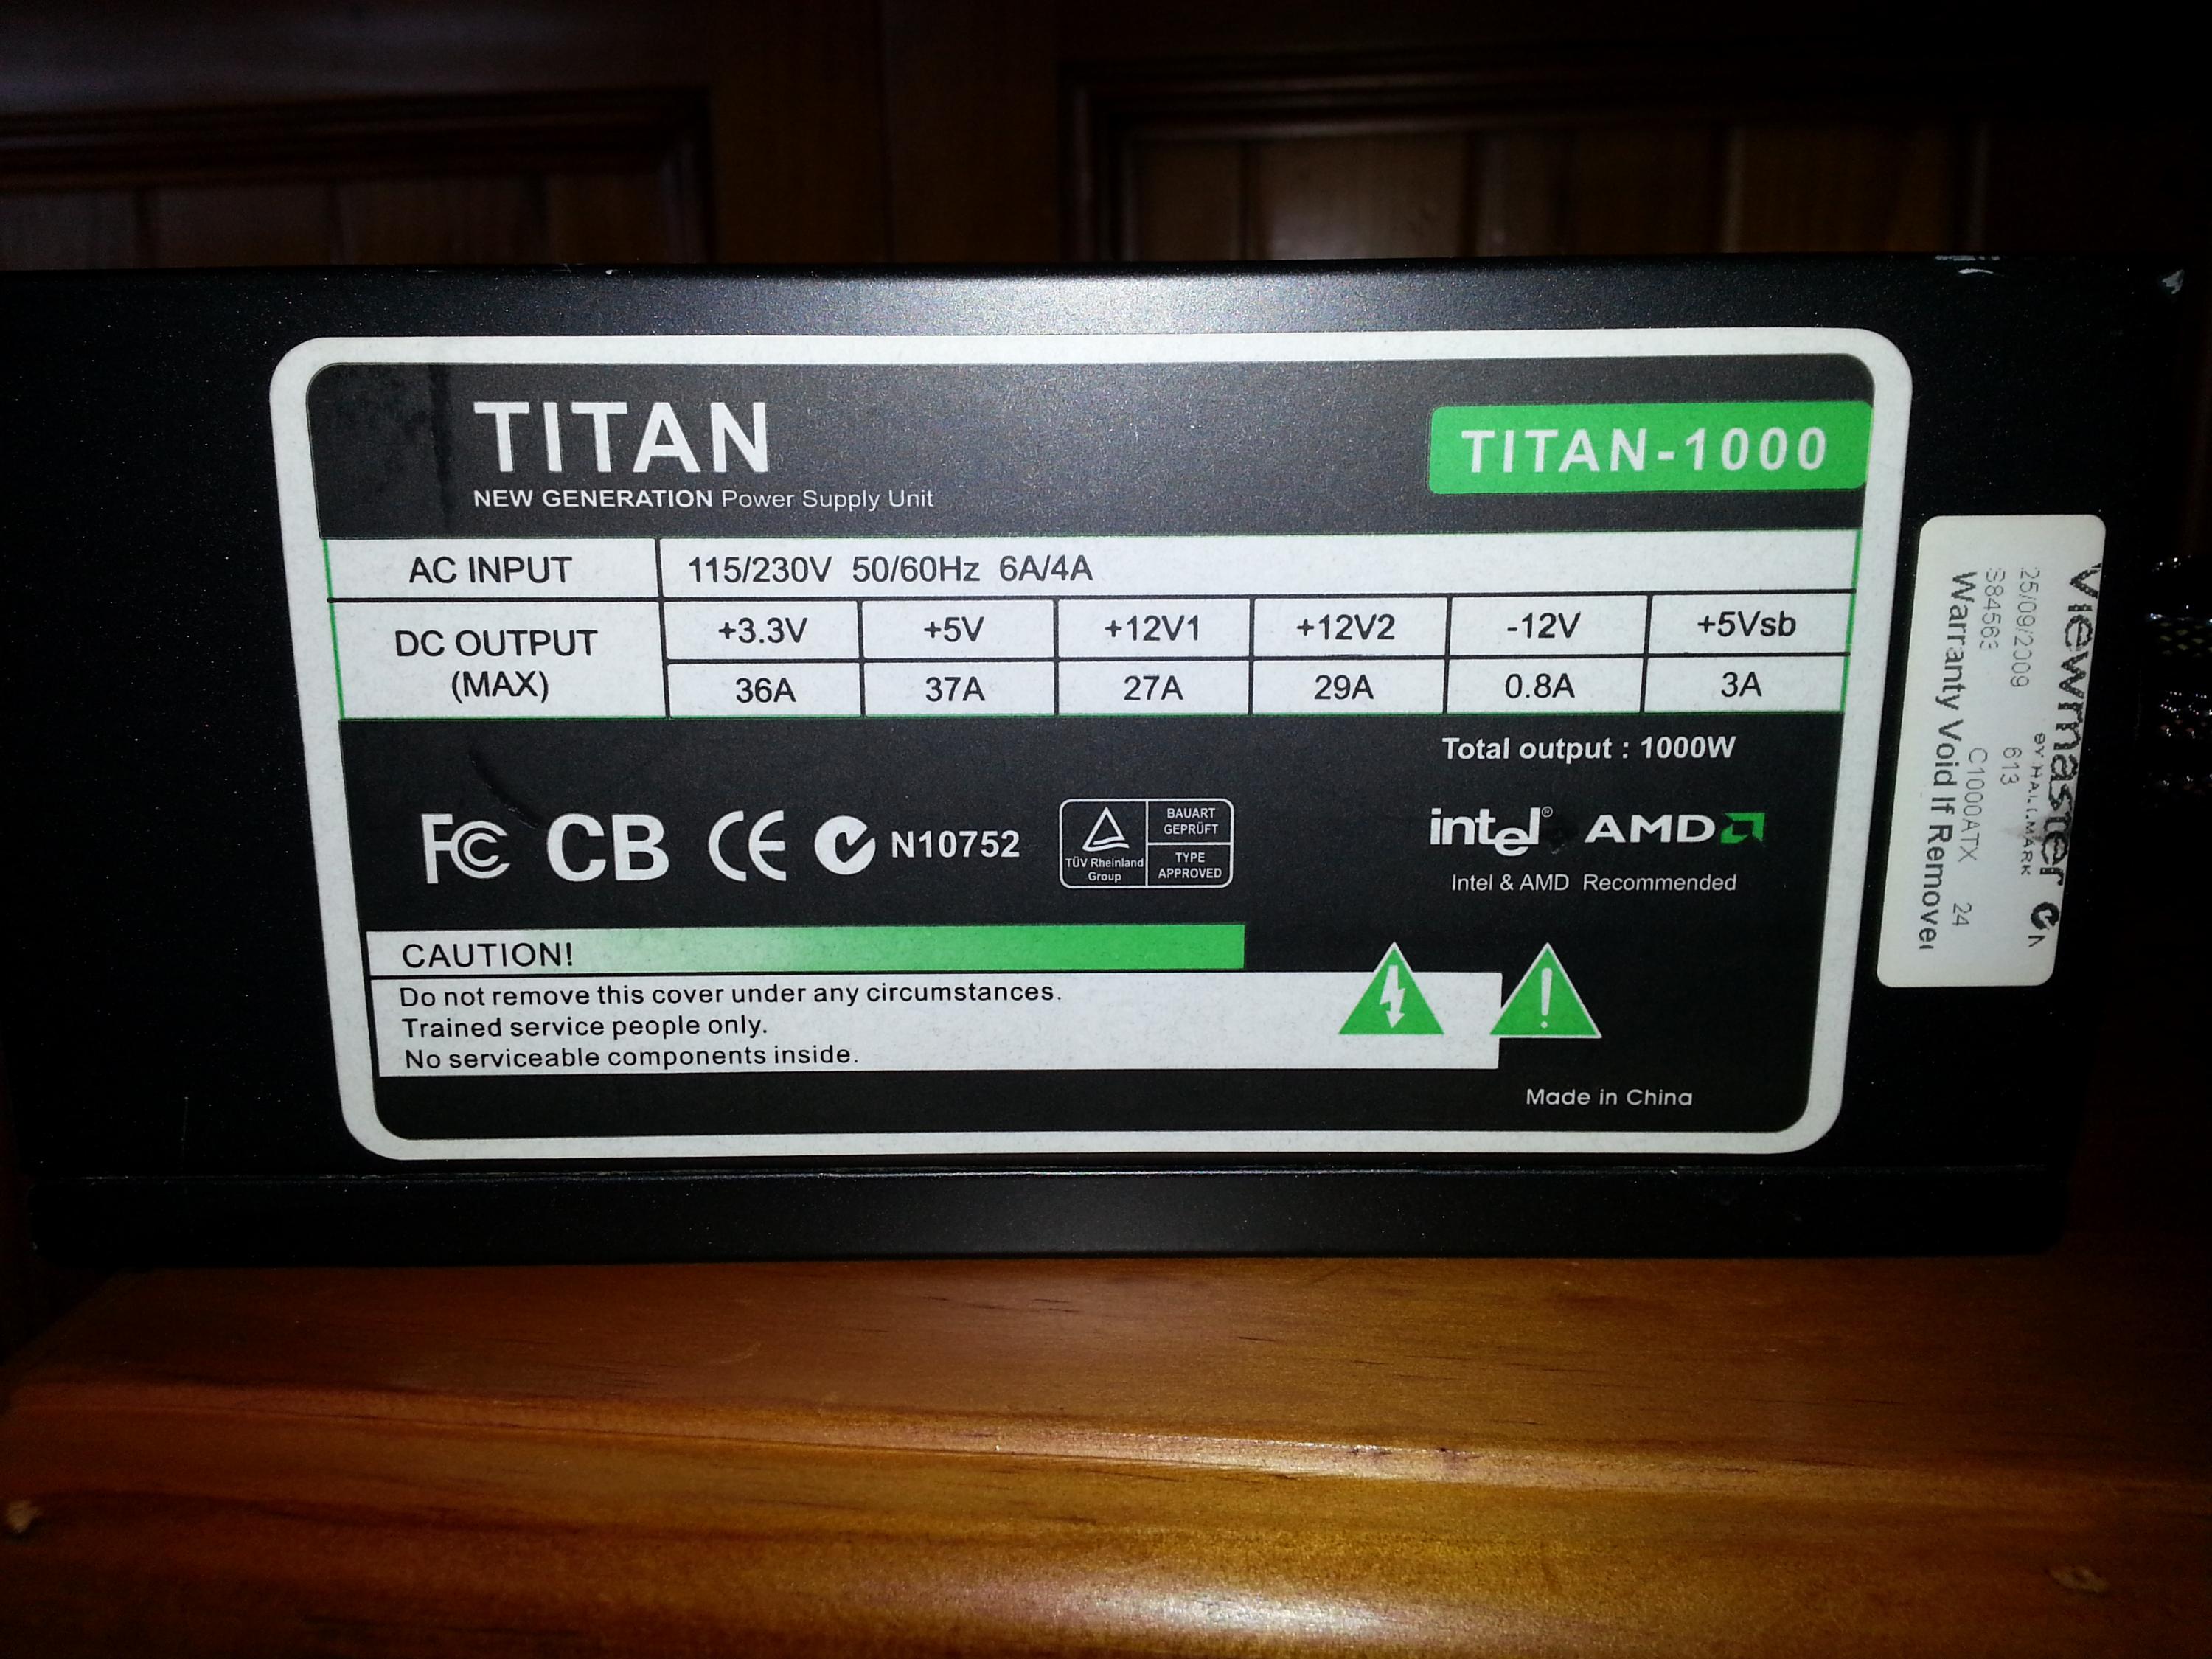 TITAN
NEW GENERATION Power Supply Unit
TITAN-1000
AC INPUT 115/230V 50/60Hz 6A/4A
DC OUTPUT (MAX) +3.3V +5V +12V1 +12V2 -12V +5Vsb
36A 37A 27A 29A 0.8A 3A
Total output : 1000W
FC CB CE N10752
TÜV Rheinland Group
BAUART GEPRÜFT
TYPE APPROVED
intel® AMD
Intel & AMD Recommended
CAUTION!
Do not remove this cover under any circumstances.
Trained service people only.
No serviceable components inside.
Made in China
Viewmaster N
BY HALLMARK
25/09/2009 613
384563 C1000ATX 24
Warranty Void If Remove